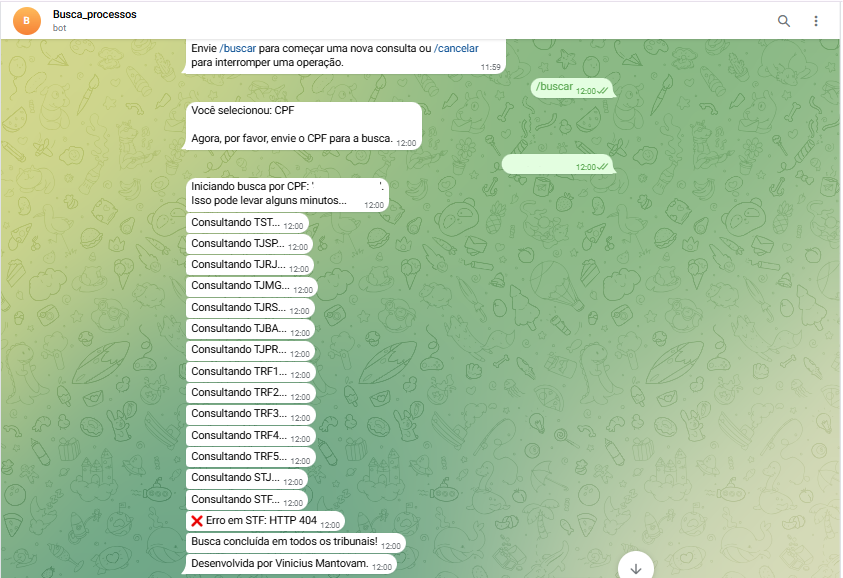 B
Busca_processos
bot
Envie /buscar para começar uma nova consulta ou /cancelar
para interromper uma operação.
11:59
/buscar 12:00
Você selecionou: CPF
Agora, por favor, envie o CPF para a busca. 12:00
12:00
Iniciando busca por CPF: ' '.
Isso pode levar alguns minutos... 12:00
Consultando TST... 12:00
Consultando TJSP... 12:00
Consultando TJRJ... 12:00
Consultando TJMG... 12:00
Consultando TJRS... 12:00
Consultando TJBA... 12:00
Consultando TJPR... 12:00
Consultando TRF1... 12:00
Consultando TRF2... 12:00
Consultando TRF3... 12:00
Consultando TRF4... 12:00
Consultando TRF5... 12:00
Consultando STJ... 12:00
Consultando STF... 12:00
❌ Erro em STF: HTTP 404 12:00
Busca concluída em todos os tribunais! 12:00
Desenvolvida por Vinicius Mantovam. 12:00